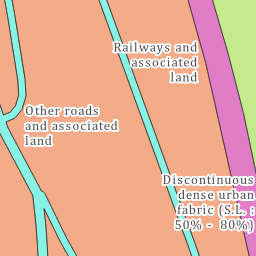 Railways and
associated
land
Other roads
and associated
land
Discontinuous
dense urban
fabric (S.L. :
50% - 80%)